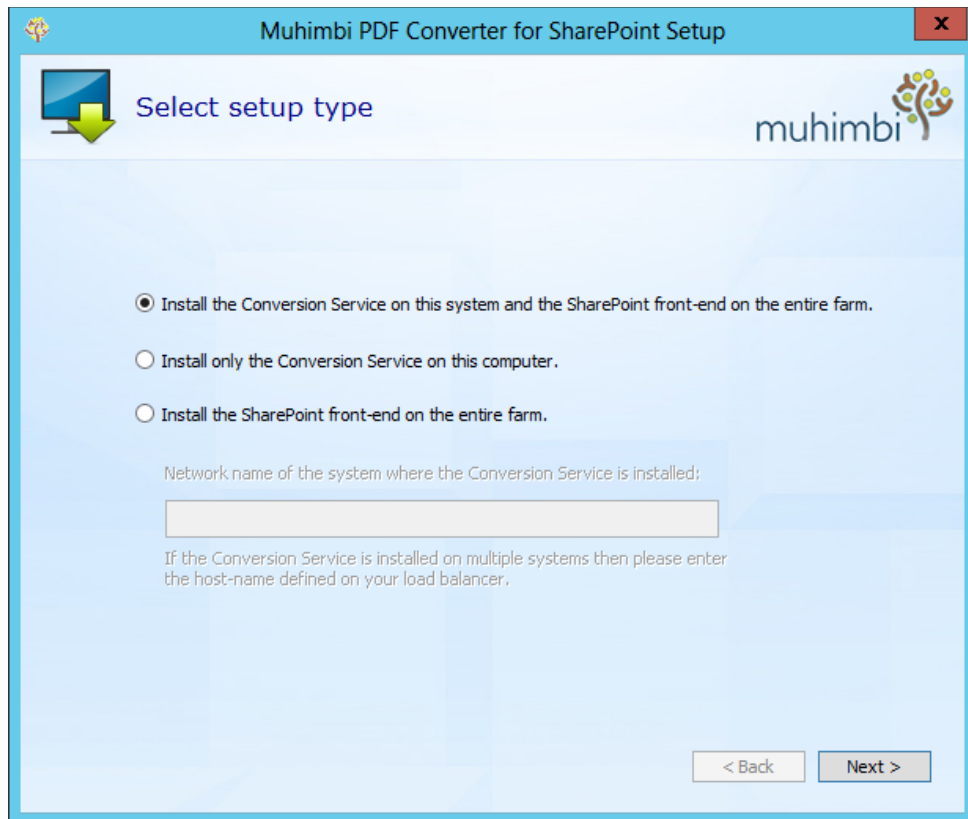 Muhimbi PDF Converter for SharePoint Setup
x
Select setup type
muhimbi
Install the Conversion Service on this system and the SharePoint front-end on the entire farm.
Install only the Conversion Service on this computer.
Install the SharePoint front-end on the entire farm.
Network name of the system where the Conversion Service is installed:
If the Conversion Service is installed on multiple systems then please enter
the host-name defined on your load balancer.
< Back
Next >